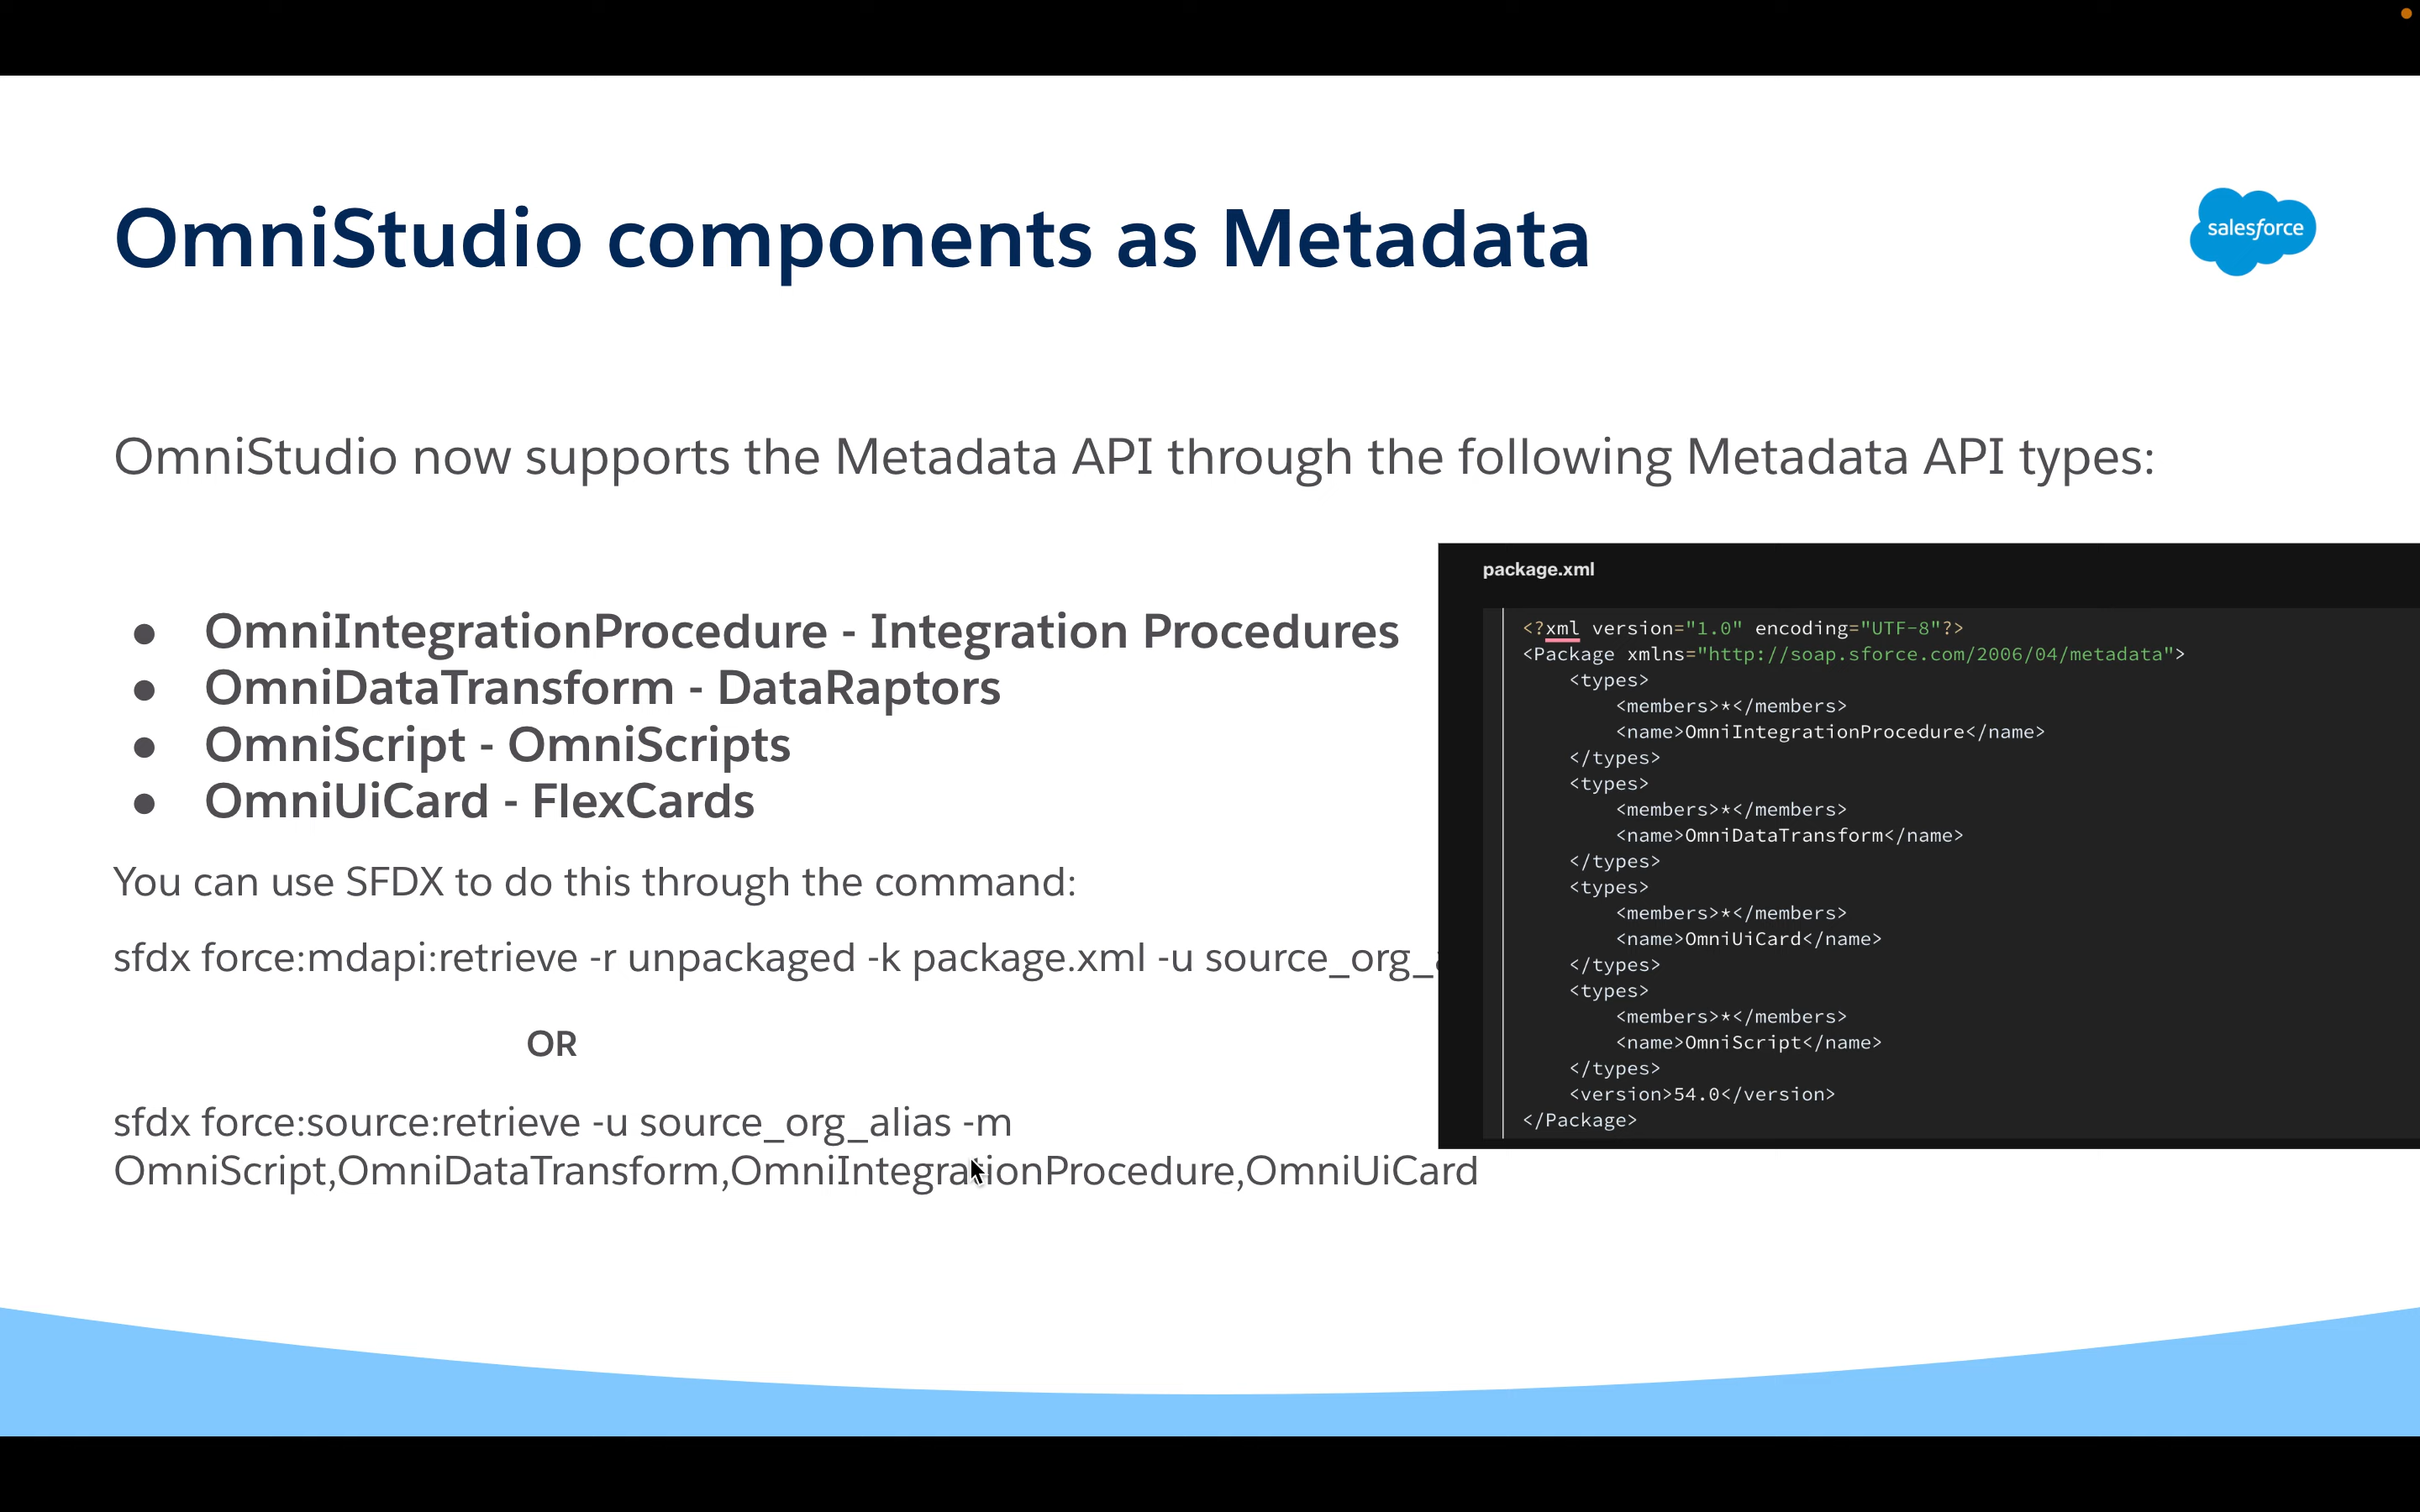 OmniStudio components as Metadata
salesforce
OmniStudio now supports the Metadata API through the following Metadata API types:
● OmniIntegrationProcedure - Integration Procedures
● OmniDataTransform - DataRaptors
● OmniScript - OmniScripts
● OmniUiCard - FlexCards
You can use SFDX to do this through the command:
sfdx force:mdapi:retrieve -r unpackaged -k package.xml -u source_org_
OR
sfdx force:source:retrieve -u source_org_alias -m
OmniScript,OmniDataTransform,OmniIntegrationProcedure,OmniUiCard
package.xml
<?xml version="1.0" encoding="UTF-8"?>
<Package xmlns="http://soap.sforce.com/2006/04/metadata">
<types>
<members>*</members>
<name>OmniIntegrationProcedure</name>
</types>
<types>
<members>*</members>
<name>OmniDataTransform</name>
</types>
<types>
<members>*</members>
<name>OmniUiCard</name>
</types>
<types>
<members>*</members>
<name>OmniScript</name>
</types>
<version>54.0</version>
</Package>